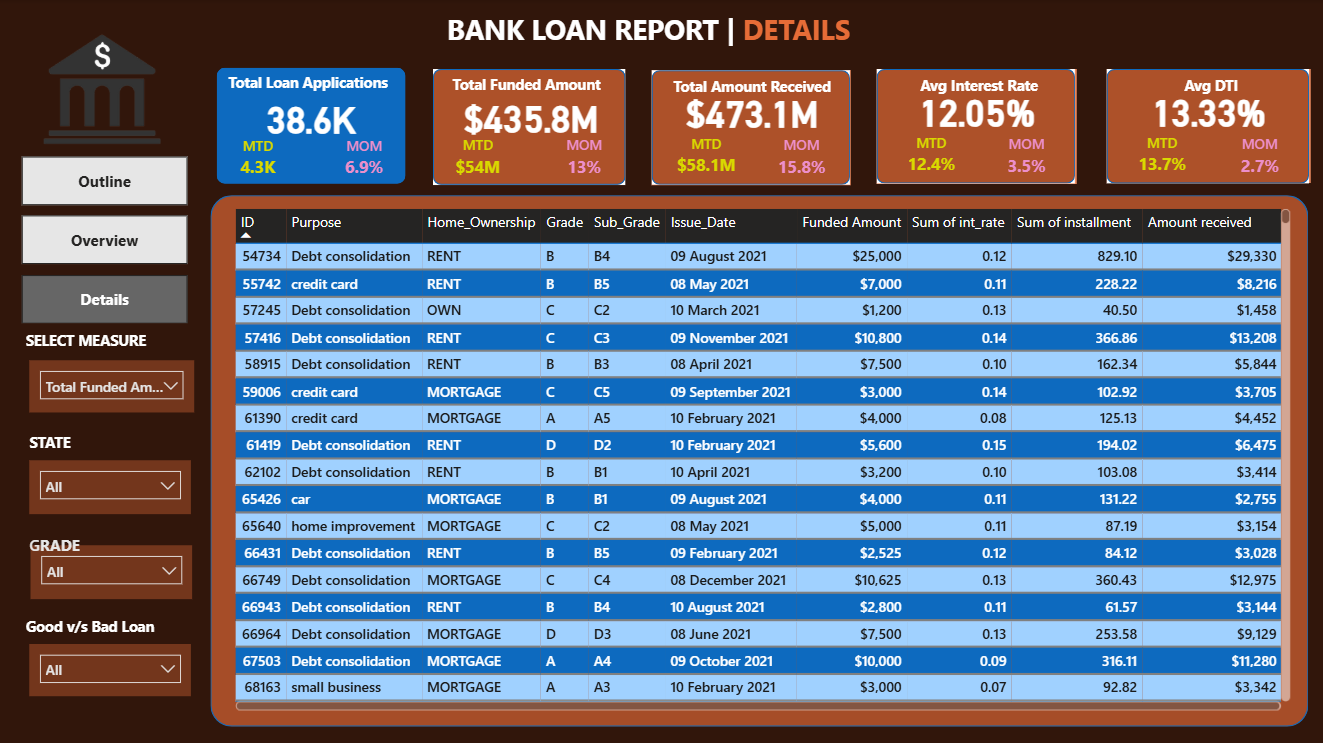 BANK LOAN REPORT | DETAILS
$
Total Loan Applications
38.6K
MTD MOM
4.3K 6.9%
Total Funded Amount
$435.8M
MTD MOM
$54M 13%
Total Amount Received
$473.1M
MTD MOM
$58.1M 15.8%
Avg Interest Rate
12.05%
MTD MOM
12.4% 3.5%
Avg DTI
13.33%
MTD MOM
13.7% 2.7%
Outline
Overview
Details
SELECT MEASURE
Total Funded Am...
STATE
All
GRADE
All
Good v/s Bad Loan
All
ID Purpose Home_Ownership Grade Sub_Grade Issue_Date Funded Amount Sum of int_rate Sum of installment Amount received
54734 Debt consolidation RENT B B4 09 August 2021 $25,000 0.12 829.10 $29,330
55742 credit card RENT B B5 08 May 2021 $7,000 0.11 228.22 $8,216
57245 Debt consolidation OWN C C2 10 March 2021 $1,200 0.13 40.50 $1,458
57416 Debt consolidation RENT C C3 09 November 2021 $10,800 0.14 366.86 $13,208
58915 Debt consolidation RENT B B3 08 April 2021 $7,500 0.10 162.34 $5,844
59006 credit card MORTGAGE C C5 09 September 2021 $3,000 0.14 102.92 $3,705
61390 credit card MORTGAGE A A5 10 February 2021 $4,000 0.08 125.13 $4,452
61419 Debt consolidation RENT D D2 10 February 2021 $5,600 0.15 194.02 $6,475
62102 Debt consolidation RENT B B1 10 April 2021 $3,200 0.10 103.08 $3,414
65426 car MORTGAGE B B1 09 August 2021 $4,000 0.11 131.22 $2,755
65640 home improvement MORTGAGE C C2 08 May 2021 $5,000 0.11 87.19 $3,154
66431 Debt consolidation RENT B B5 09 February 2021 $2,525 0.12 84.12 $3,028
66749 Debt consolidation MORTGAGE C C4 08 December 2021 $10,625 0.13 360.43 $12,975
66943 Debt consolidation RENT B B4 10 August 2021 $2,800 0.11 61.57 $3,144
66964 Debt consolidation MORTGAGE D D3 08 June 2021 $7,500 0.13 253.58 $9,129
67503 Debt consolidation MORTGAGE A A4 09 October 2021 $10,000 0.09 316.11 $11,280
68163 small business MORTGAGE A A3 10 February 2021 $3,000 0.07 92.82 $3,342